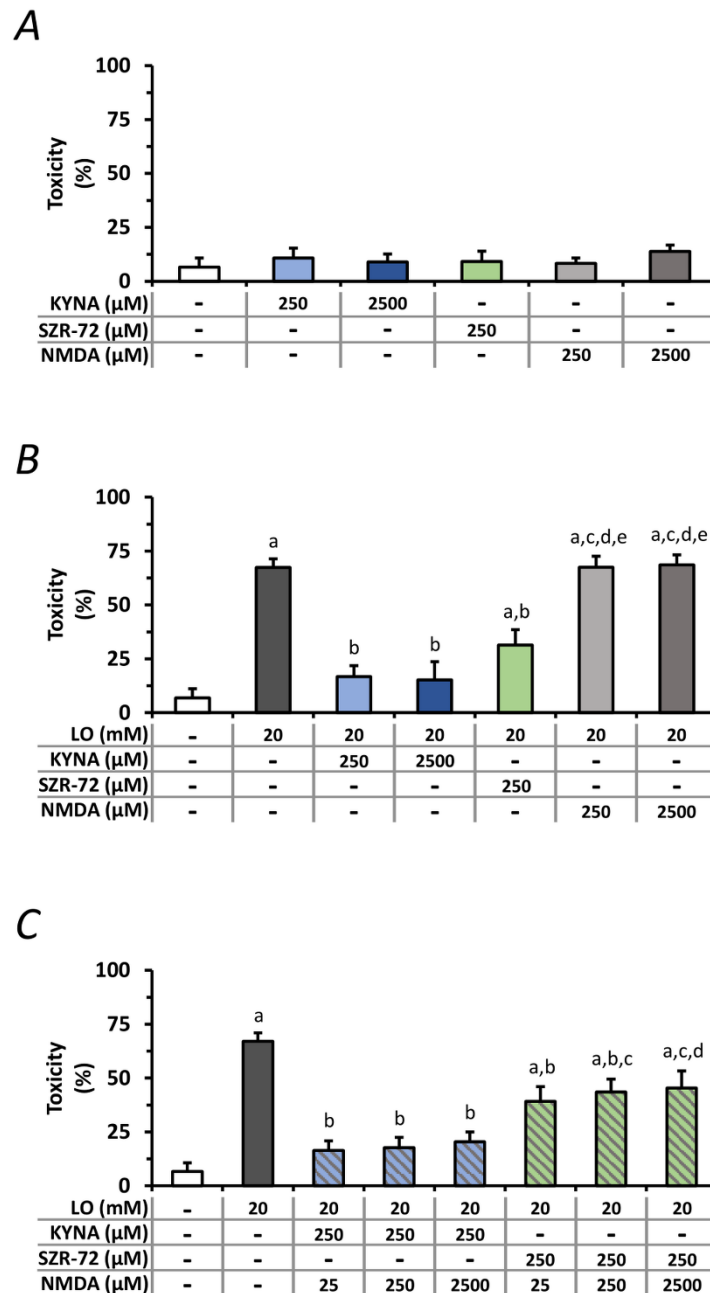 A
100
75
50
25
0
Toxicity
(%)
KYNA (µM) - 250 2500 - - -
SZR-72 (µM) - - - 250 - -
NMDA (µM) - - - - 250 2500
B
100
75
50
25
0
Toxicity
(%)
a b b a,b a,c,d,e a,c,d,e
LO (mM) - 20 20 20 20 20 20
KYNA (µM) - - 250 2500 - - -
SZR-72 (µM) - - - - 250 - -
NMDA (µM) - - - - - 250 2500
C
100
75
50
25
0
Toxicity
(%)
a b b b a,b a,b,c a,c,d
LO (mM) - 20 20 20 20 20 20 20
KYNA (µM) - - 250 250 250 - - -
SZR-72 (µM) - - - - - 250 250 250
NMDA (µM) - - 25 250 2500 25 250 2500